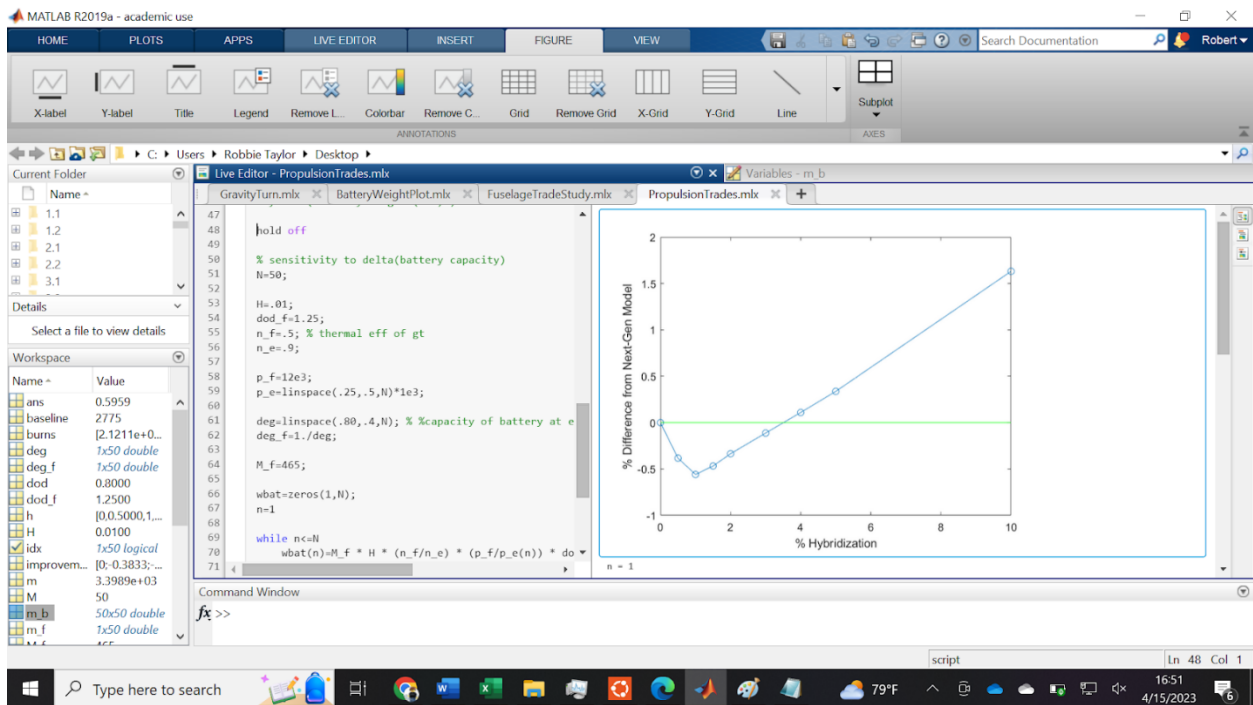 MATLAB R2019a - academic use
HOME PLOTS APPS LIVE EDITOR INSERT FIGURE VIEW Search Documentation Robbie
X-label Y-label Title Legend Remove L... Colorbar Remove C... Grid Remove Grid X-Grid Y-Grid Line Subplot
ANNOTATIONS AXES
C: Users Robbie Taylor Desktop
Current Folder
Name
1.1
1.2
2.1
2.2
3.1
Details
Select a file to view details
Workspace
Name Value
ans 0.5959
baseline 2775
burns [2.1211e+0...
deg 1x50 double
deg_f 1x50 double
dod 0.8000
dod_f 1.2500
h [0,0.5000,1,...
H 0.0100
idx 1x50 logical
improvem... [0;-0.3833;-...
m 3.3989e+03
M 50
m_b 50x50 double
m_f 1x50 double
Live Editor - PropulsionTrades.mlx Variables - m_b
GravityTurn.mlx BatteryWeightPlot.mlx FuselageTradeStudy.mlx PropulsionTrades.mlx
47
48 hold off
49
50 % sensitivity to delta(battery capacity)
51 N=50;
52
53 H=.01;
54 dod_f=1.25;
55 n_f=.5; % thermal eff of gt
56 n_e=.9;
57
58 p_f=12e3;
59 p_e=linspace(.25,.5,N)*1e3;
60
61 deg=linspace(.80,.4,N); % %capacity of battery at e
62 deg_f=1./deg;
63
64 M_f=465;
65
66 wbat=zeros(1,N);
67 n=1
68
69 while n<=N
70 wbat(n)=M_f * H * (n_f/n_e) * (p_f/p_e(n)) * do
71
% Difference from Next-Gen Model
2
1.5
1
0.5
0
-0.5
-1
0 2 4 6 8 10
% Hybridization
n = 1
Command Window
fx >>
script Ln 48 Col 1
Type here to search
79°F
16:51
4/15/2023
6